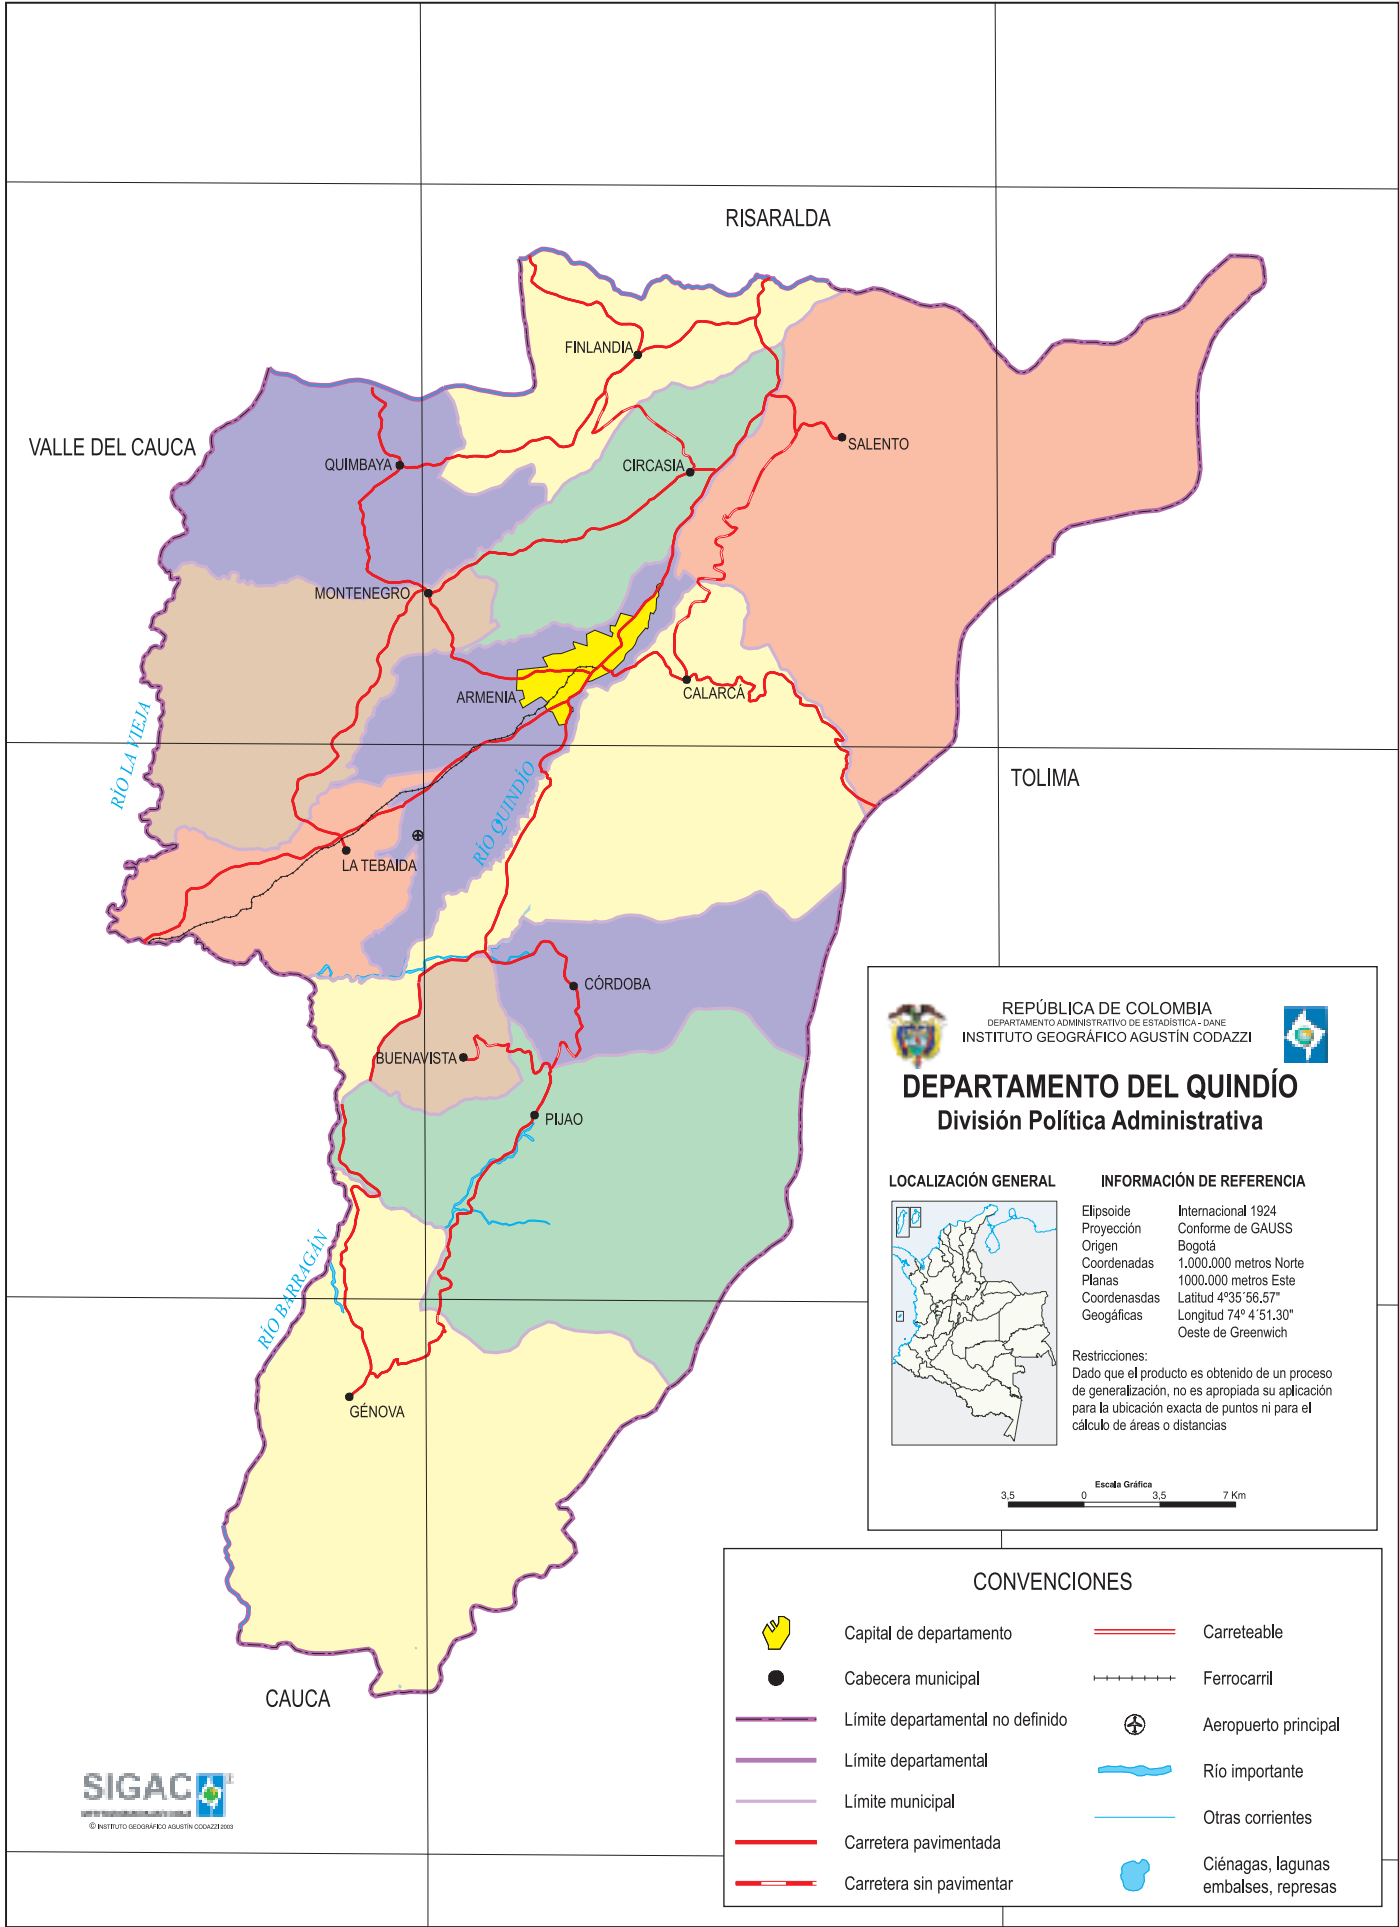 RISARALDA
FINLANDIA
VALLE DEL CAUCA
SALENTO
QUIMBAYA
CIRCASIA
MONTENEGRO
ARMENIA
CALARCÁ
RÍO LA VIEJA
TOLIMA
RÍO QUINDÍO
LA TEBAIDA
CÓRDOBA
BUENAVISTA
PIJAO
RÍO BARRAGÁN
GÉNOVA
CAUCA
REPÚBLICA DE COLOMBIA
DEPARTAMENTO ADMINISTRATIVO DE ESTADÍSTICA - DANE
INSTITUTO GEOGRÁFICO AGUSTÍN CODAZZI
DEPARTAMENTO DEL QUINDÍO
División Política Administrativa
LOCALIZACIÓN GENERAL
INFORMACIÓN DE REFERENCIA
Elipsoide Internacional 1924
Proyección Conforme de GAUSS
Origen Bogotá
Coordenadas 1.000.000 metros Norte
Planas 1000.000 metros Este
Coordenasdas Latitud 4º35´56.57"
Geogáficas Longitud 74º 4´51.30"
Oeste de Greenwich
Restricciones:
Dado que el producto es obtenido de un proceso
de generalización, no es apropiada su aplicación
para la ubicación exacta de puntos ni para el
cálculo de áreas o distancias
Escala Gráfica
3,5 0 3,5 7 Km
CONVENCIONES
Capital de departamento
Cabecera municipal
Límite departamental no definido
Límite departamental
Límite municipal
Carretera pavimentada
Carretera sin pavimentar
Carreteable
Ferrocarril
Aeropuerto principal
Río importante
Otras corrientes
Ciénagas, lagunas
embalses, represas
SIGAC
© INSTITUTO GEOGRÁFICO AGUSTÍN CODAZZI 2003